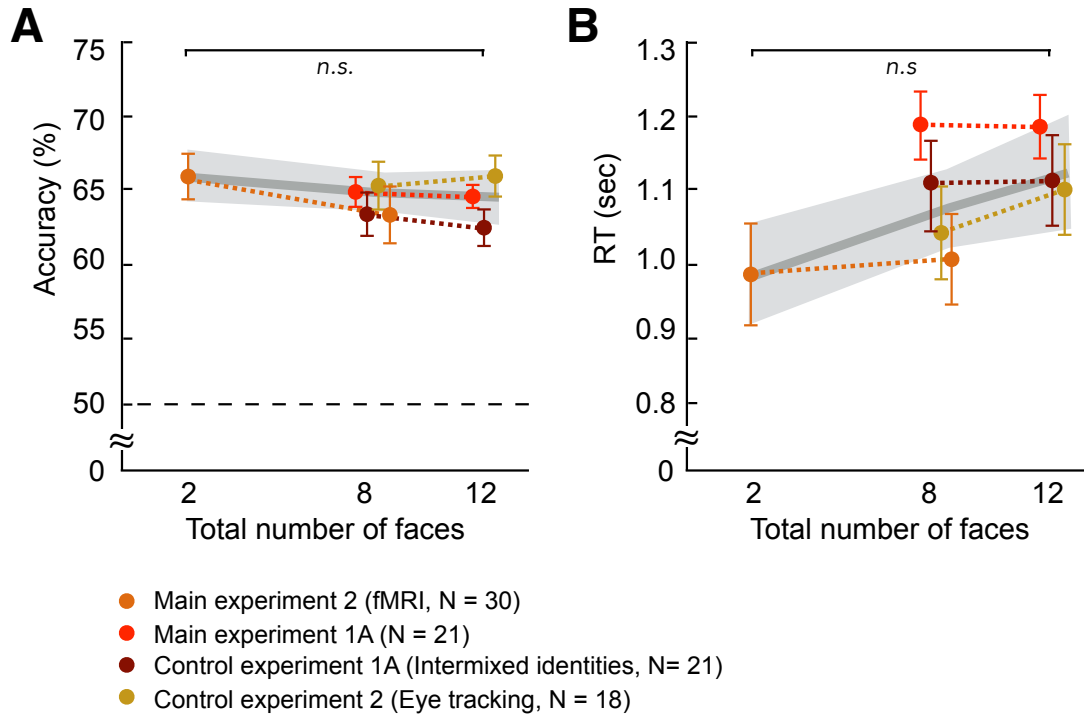 A
75
70
65
60
55
50
0
Accuracy (%)
n.s.
2 8 12
Total number of faces
B
1.3
1.2
1.1
1.0
0.9
0.8
0
RT (sec)
n.s
2 8 12
Total number of faces
Main experiment 2 (fMRI, N = 30)
Main experiment 1A (N = 21)
Control experiment 1A (Intermixed identities, N= 21)
Control experiment 2 (Eye tracking, N = 18)